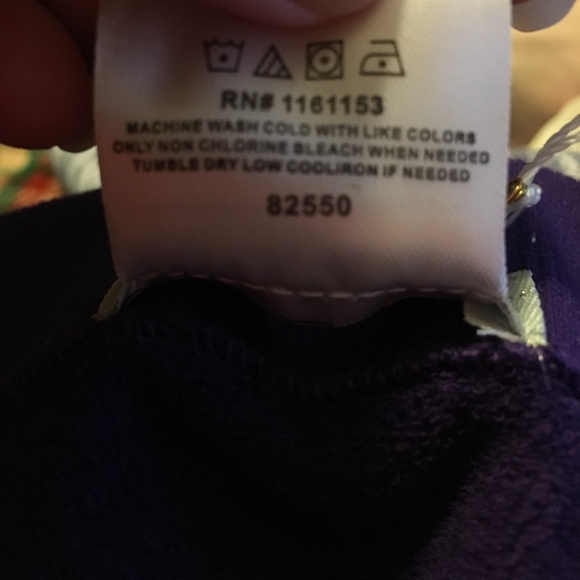 RN# 1161153
MACHINE WASH COLD WITH LIKE COLORS
ONLY NON CHLORINE BLEACH WHEN NEEDED
TUMBLE DRY LOW COOLIRON IF NEEDED
82550